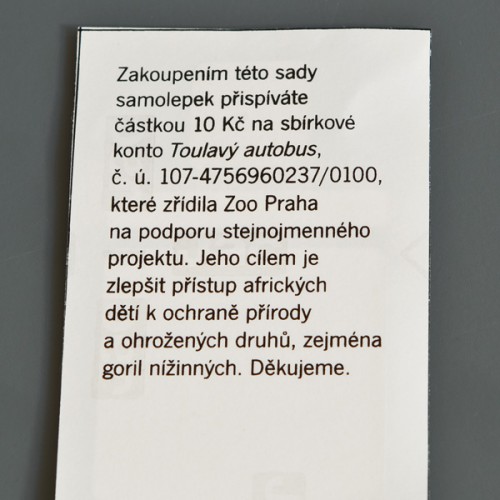 Zakoupením této sady
samolepek přispíváte
částkou 10 Kč na sbírkové
konto Toulavý autobus,
č. ú. 107-4756960237/0100,
které zřídila Zoo Praha
na podporu stejnojmenného
projektu. Jeho cílem je
zlepšit přístup afrických
dětí k ochraně přírody
a ohrožených druhů, zejména
goril nížinných. Děkujeme.